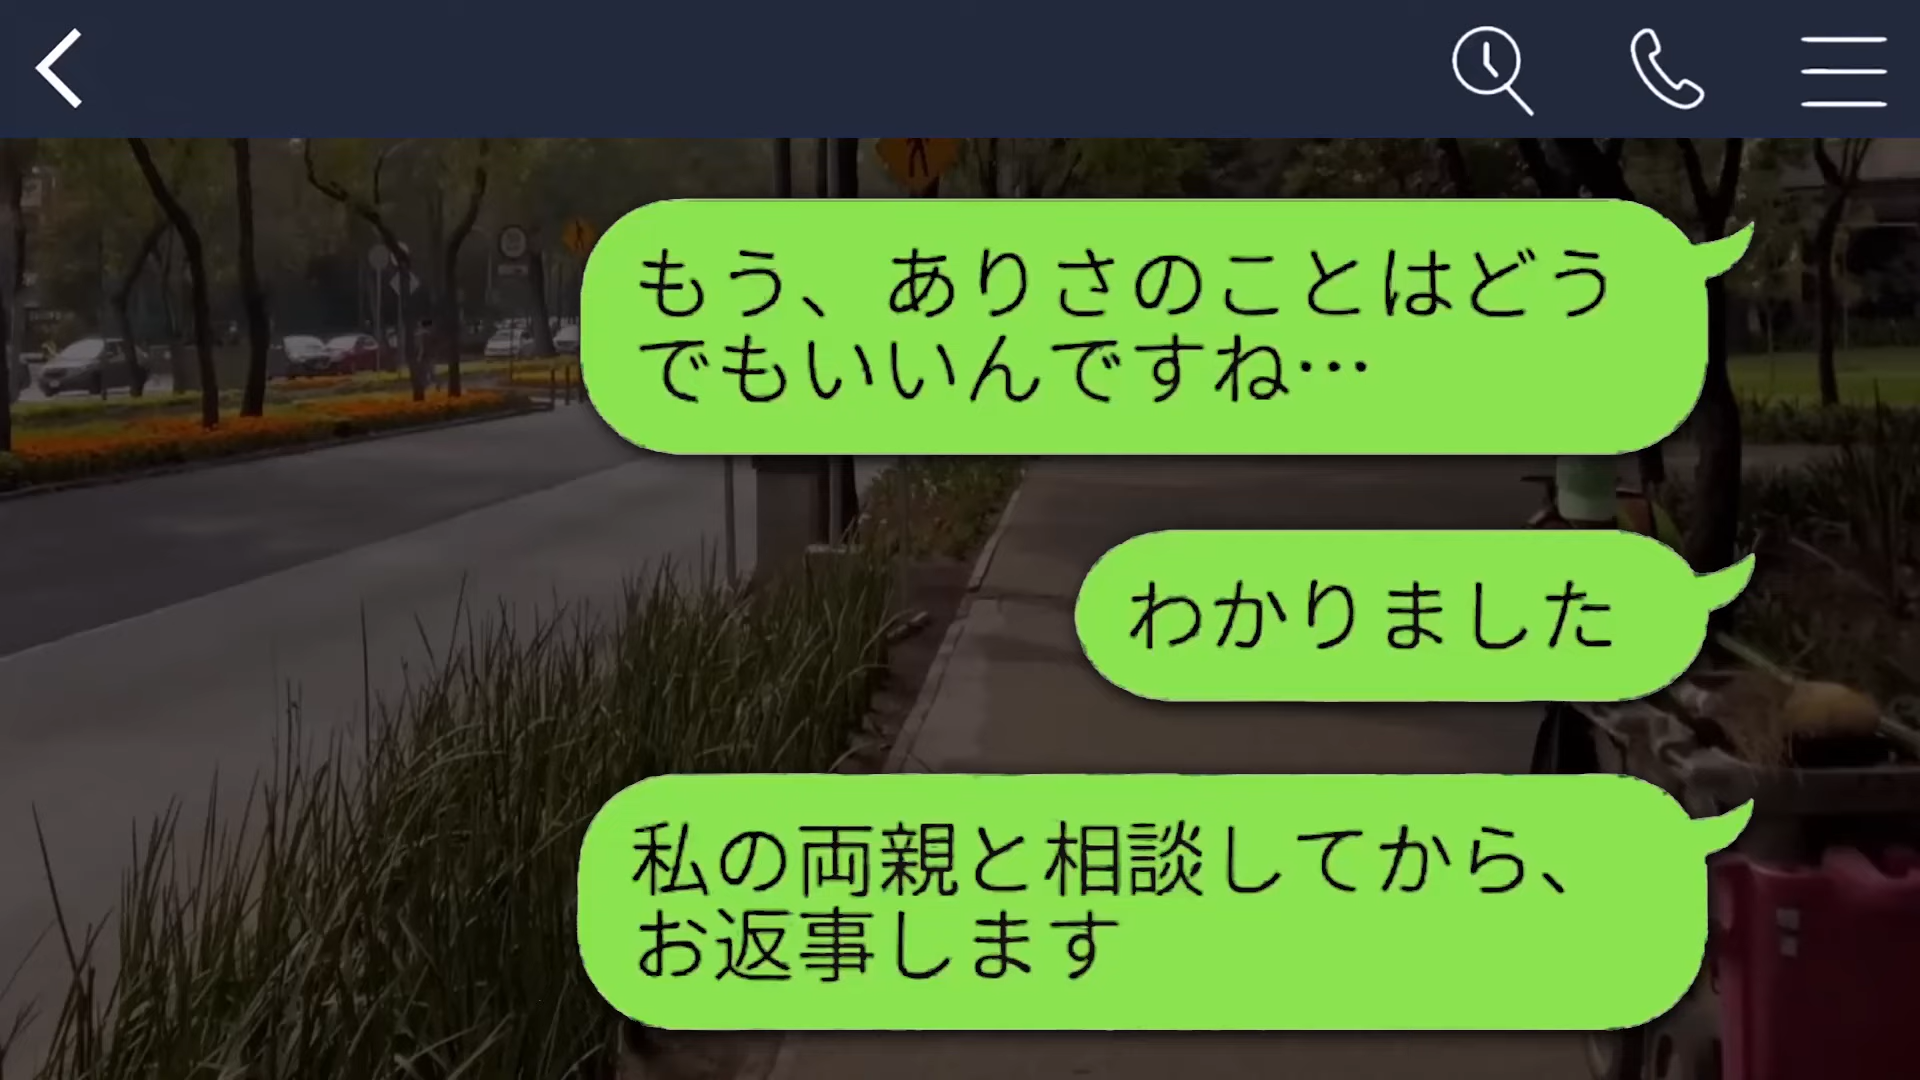 もう、ありさのことはどう
でもいいんですね…
わかりました
私の両親と相談してから、
お返事します